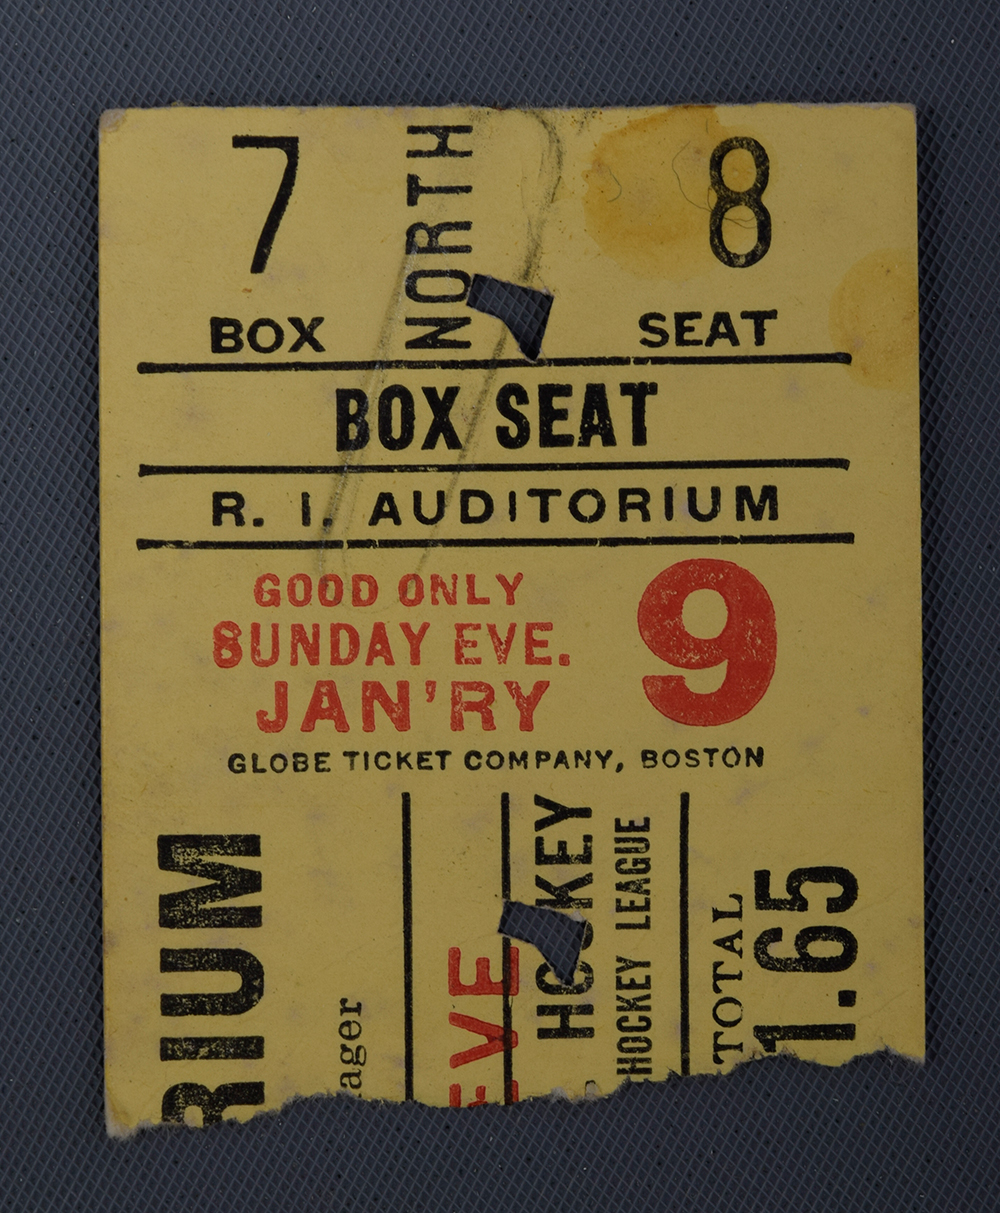 7 NORTH 8
BOX SEAT
BOX SEAT
R. I. AUDITORIUM
GOOD ONLY
SUNDAY EVE.
JAN'RY
9
GLOBE TICKET COMPANY, BOSTON
RIUM
ager
EVE
HOCKEY
HOCKEY LEAGUE
TOTAL
1.65